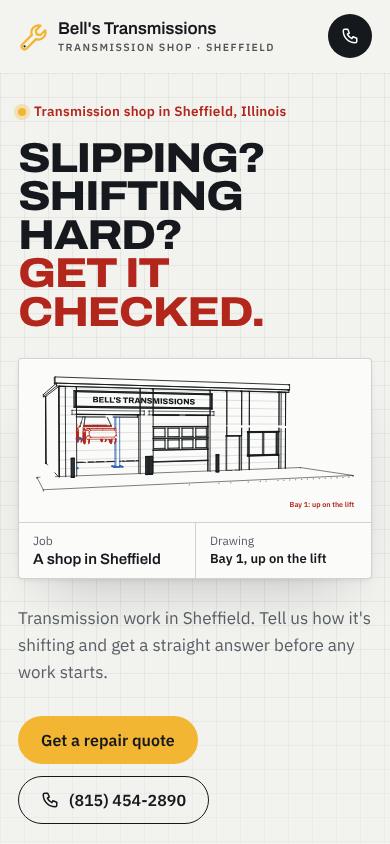 Bell's Transmissions
TRANSMISSION SHOP · SHEFFIELD
Transmission shop in Sheffield, Illinois
SLIPPING?
SHIFTING
HARD?
GET IT
CHECKED.
BELL'S TRANSMISSIONS
Bay 1: up on the lift
Job
A shop in Sheffield
Drawing
Bay 1, up on the lift
Transmission work in Sheffield. Tell us how it's
shifting and get a straight answer before any
work starts.
Get a repair quote
(815) 454-2890